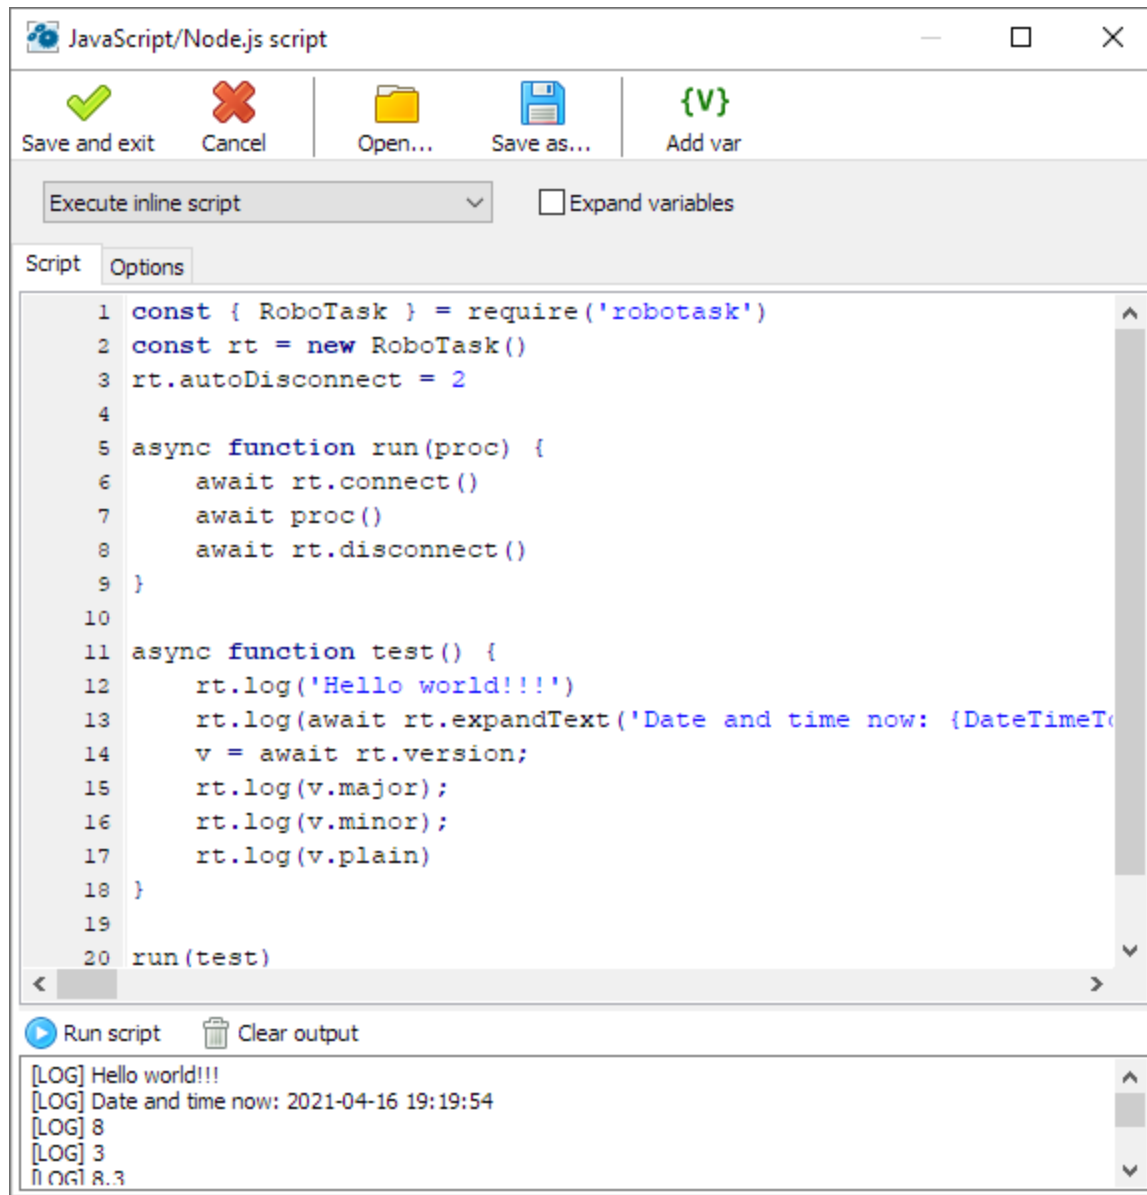 JavaScript/Node.js script
Save and exit Cancel Open... Save as... {V} Add var
Execute inline script Expand variables
Script Options
1 const { RoboTask } = require('robotask')
2 const rt = new RoboTask()
3 rt.autoDisconnect = 2
4
5 async function run(proc) {
6     await rt.connect()
7     await proc()
8     await rt.disconnect()
9 }
10
11 async function test() {
12     rt.log('Hello world!!!')
13     rt.log(await rt.expandText('Date and time now: {DateTimeTo
14     v = await rt.version;
15     rt.log(v.major);
16     rt.log(v.minor);
17     rt.log(v.plain)
18 }
19
20 run(test)
Run script Clear output
[LOG] Hello world!!!
[LOG] Date and time now: 2021-04-16 19:19:54
[LOG] 8
[LOG] 3
[LOG] 8.3